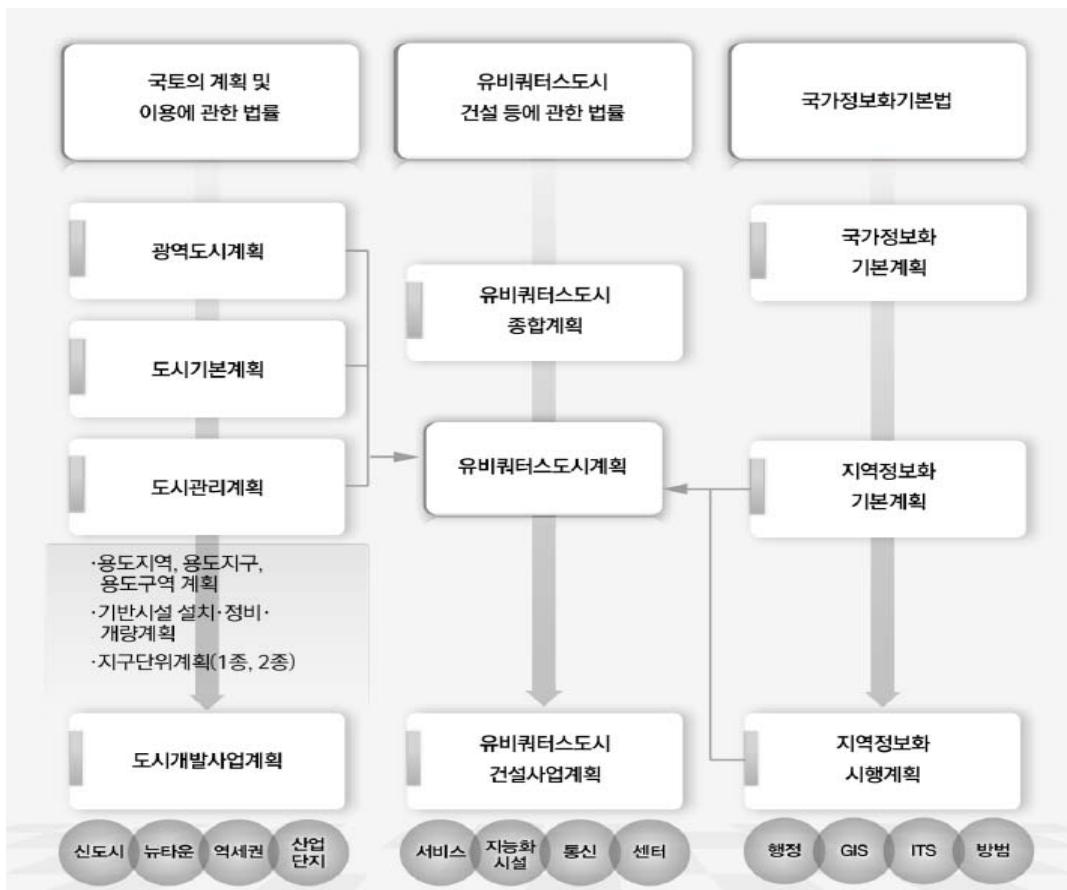 국토의 계획 및
이용에 관한 법률
유비쿼터스도시
건설 등에 관한 법률
국가정보화기본법
광역도시계획
도시기본계획
도시관리계획
·용도지역, 용도지구,
용도구역 계획
·기반시설 설치·정비·
개량계획
·지구단위계획(1종, 2종)
도시개발사업계획
신도시
뉴타운
역세권
산업
단지
유비쿼터스도시
종합계획
유비쿼터스도시계획
유비쿼터스도시
건설사업계획
서비스
지능화
시설
통신
센터
국가정보화
기본계획
지역정보화
기본계획
지역정보화
시행계획
행정
GIS
ITS
방범